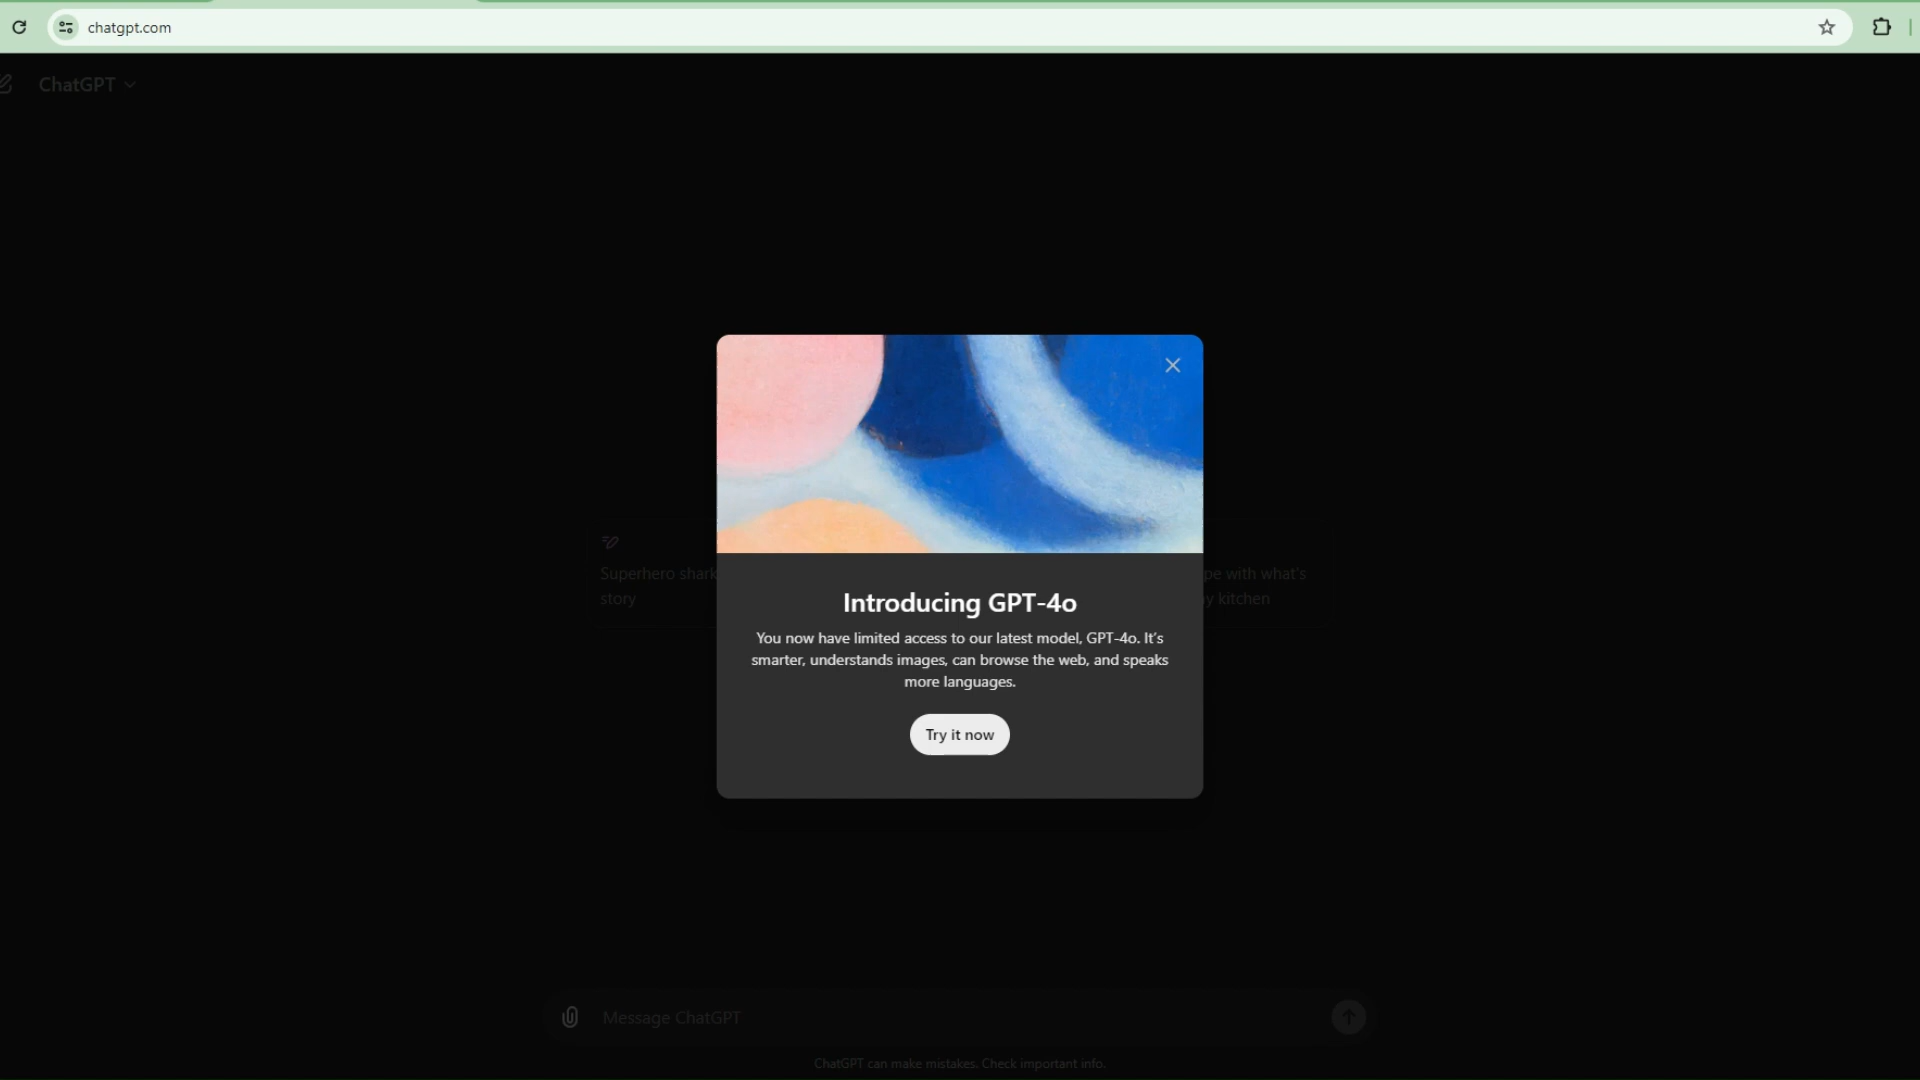 chatgpt.com
ChatGPT
Superhero shark
story
pe with what's
y kitchen
Introducing GPT-4o
You now have limited access to our latest model, GPT-4o. It's
smarter, understands images, can browse the web, and speaks
more languages.
Try it now
Message ChatGPT
ChatGPT can make mistakes. Check important info.